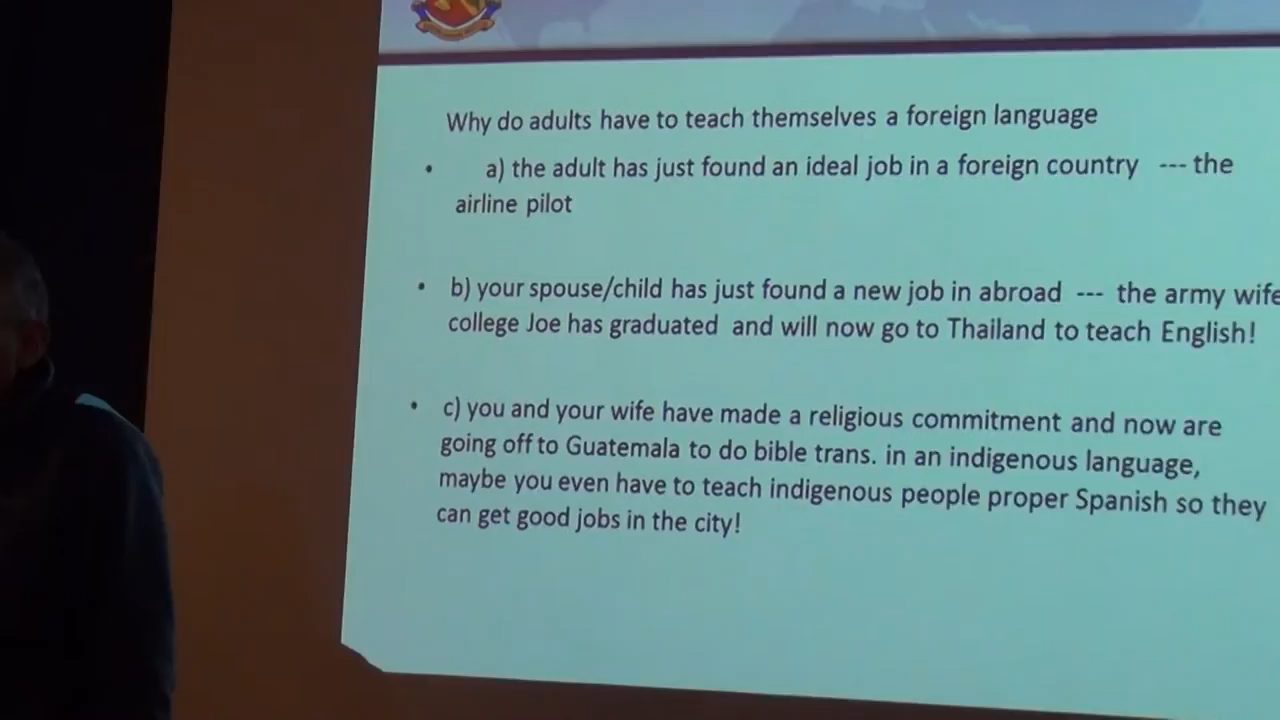 Why do adults have to teach themselves a foreign language
• a) the adult has just found an ideal job in a foreign country --- the
airline pilot
• b) your spouse/child has just found a new job in abroad --- the army wife
college Joe has graduated and will now go to Thailand to teach English!
• c) you and your wife have made a religious commitment and now are
going off to Guatemala to do bible trans. in an indigenous language,
maybe you even have to teach indigenous people proper Spanish so they
can get good jobs in the city!